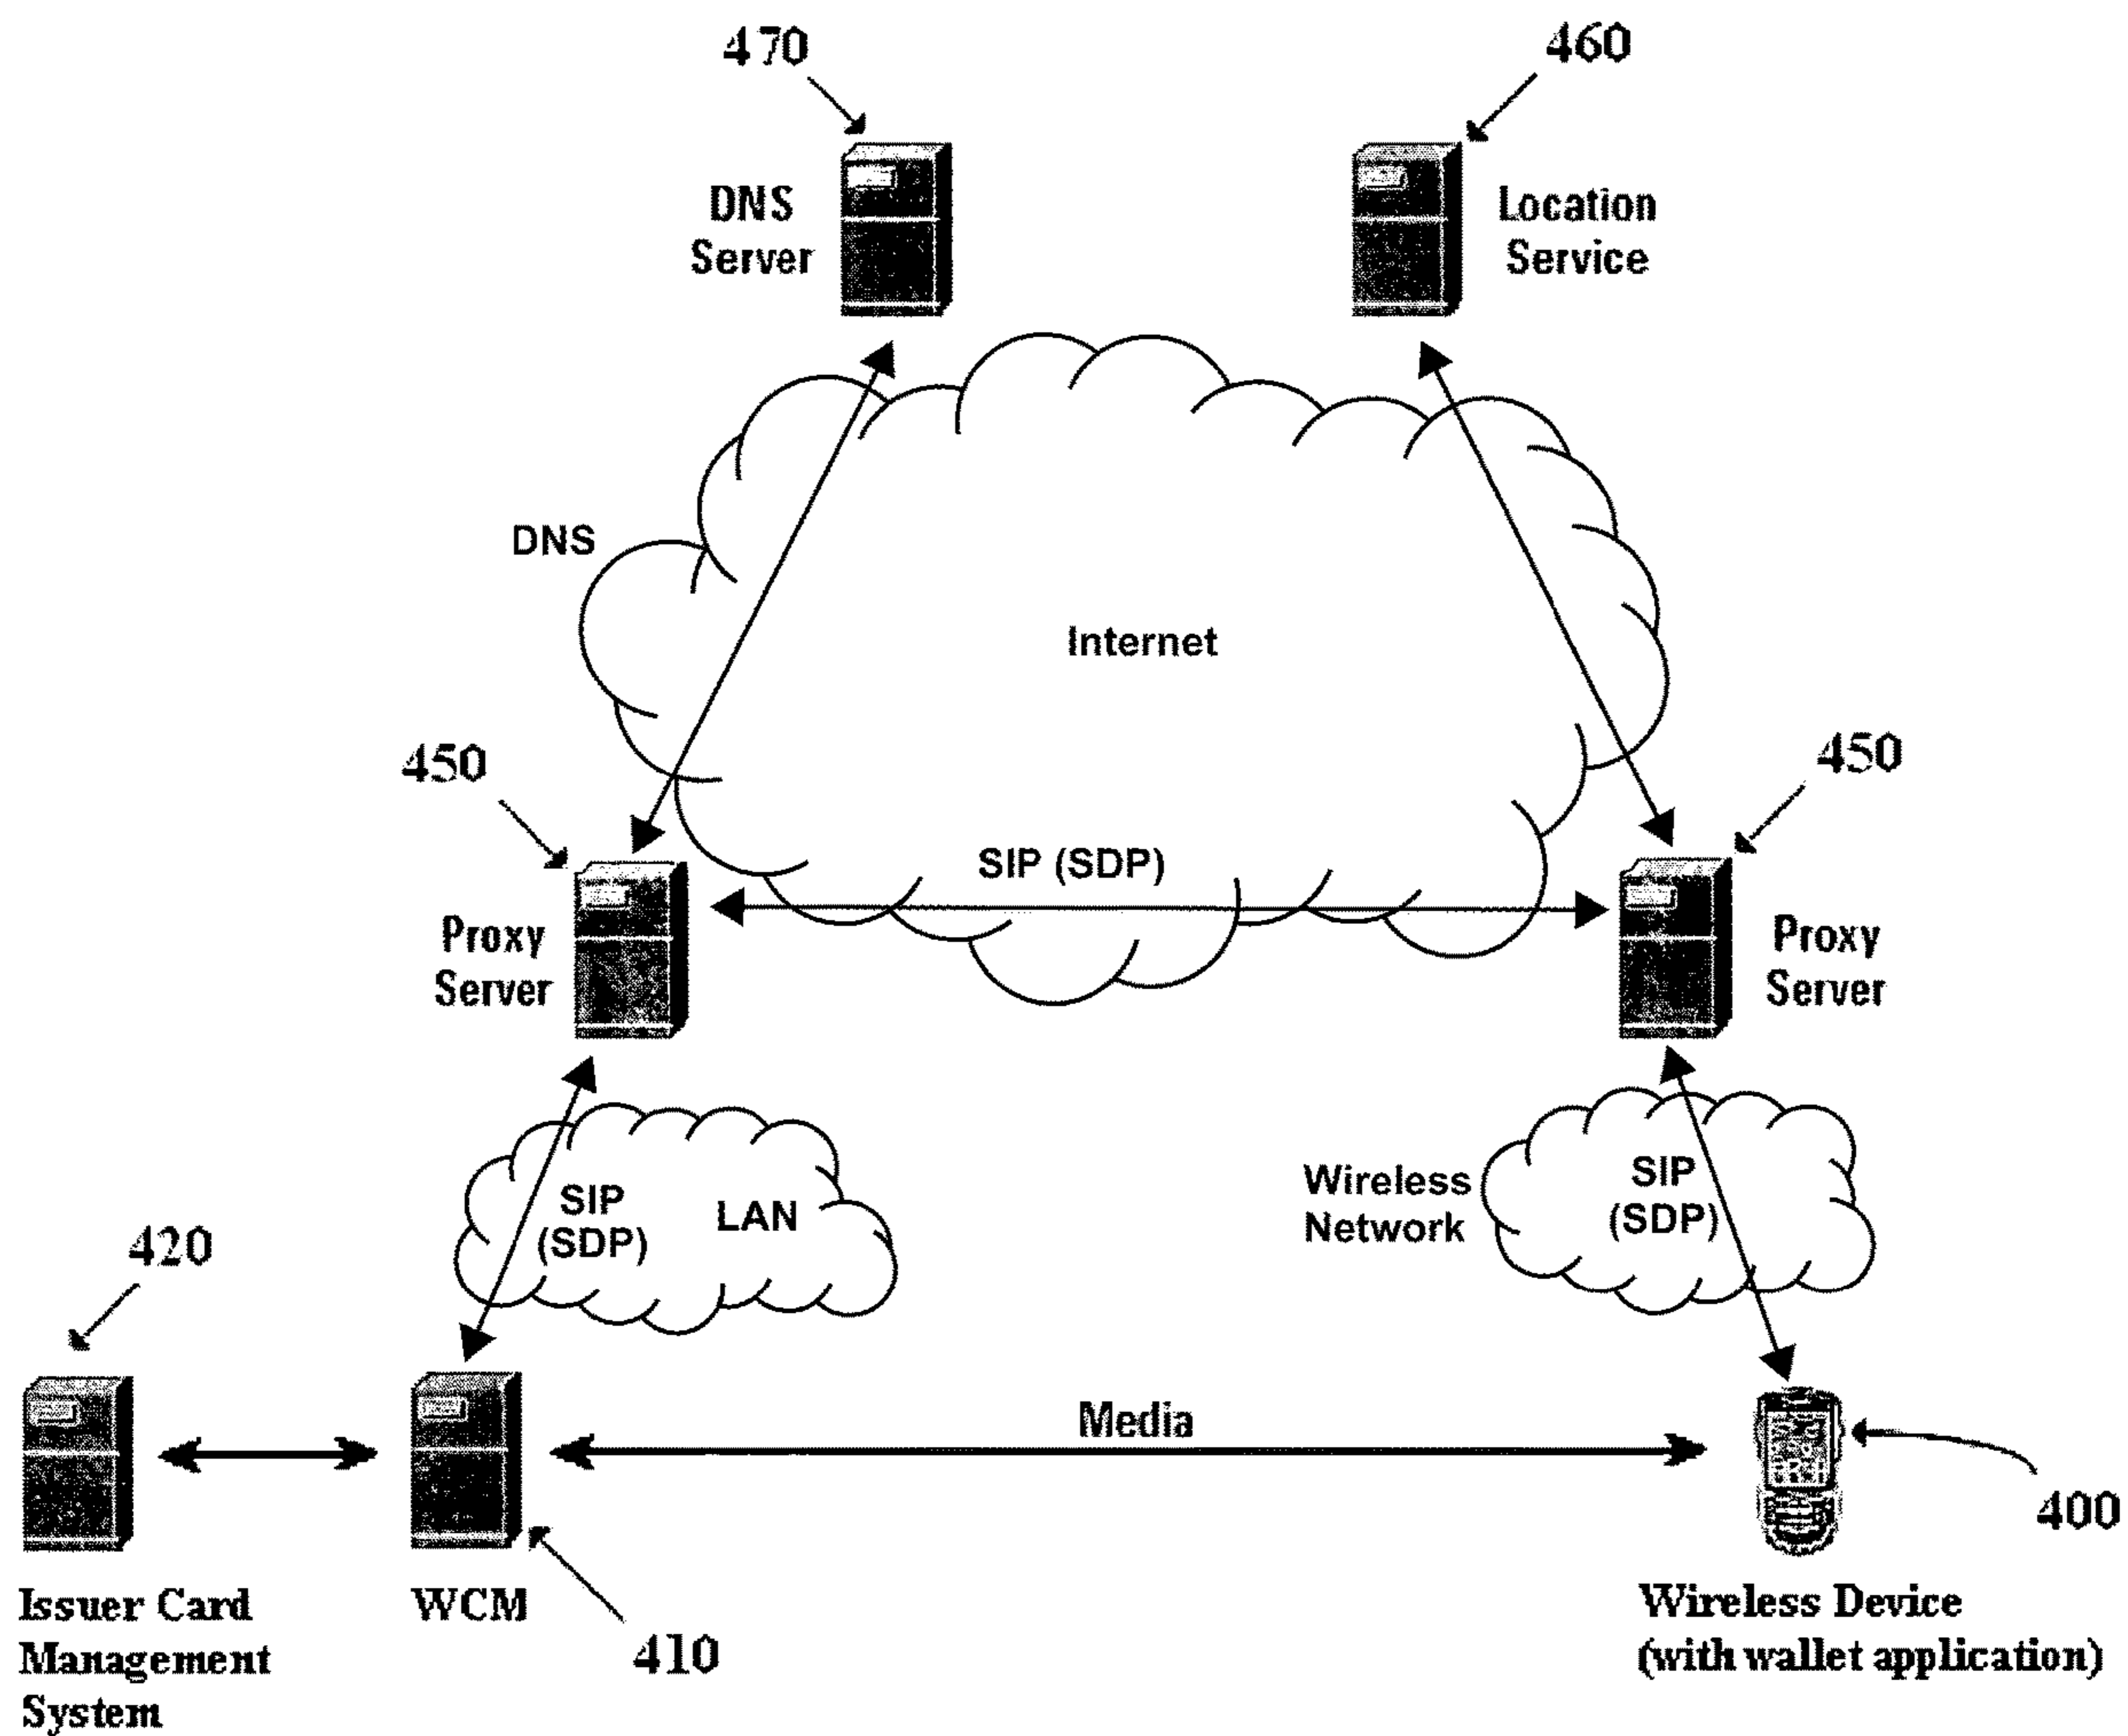 470
460
DNS
Server
Location
Service
DNS
Internet
450
450
SIP (SDP)
Proxy
Server
Proxy
Server
SIP
(SDP)
LAN
Wireless
Network
SIP
(SDP)
420
Media
400
Issuer Card
Management
System
WCM
410
Wireless Device
(with wallet application)